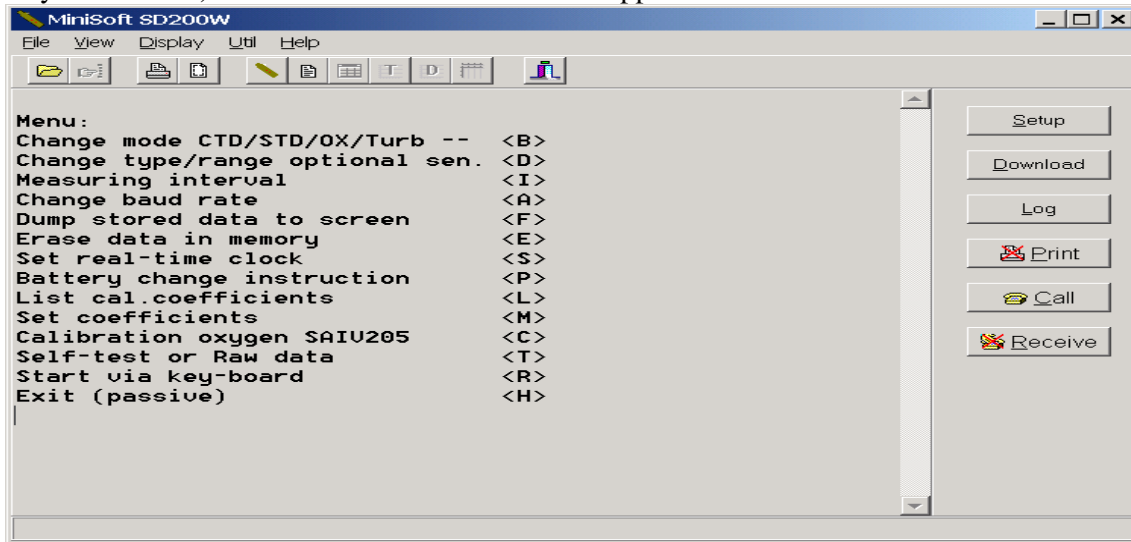 MiniSoft SD200W
File View Display Util Help
T D
Menu:
Change mode CTD/STD/OX/Turb -- <B>
Change type/range optional sen. <D>
Measuring interval <I>
Change baud rate <A>
Dump stored data to screen <F>
Erase data in memory <E>
Set real-time clock <S>
Battery change instruction <P>
List cal.coefficients <L>
Set coefficients <M>
Calibration oxygen SAIV205 <C>
Self-test or Raw data <T>
Start via key-board <R>
Exit (passive) <H>
Setup
Download
Log
Print
Call
Receive